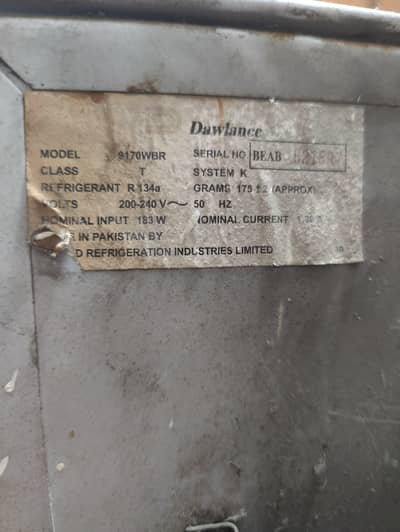 Dawlance
MODEL 9170WBR SERIAL NO BEAB
CLASS T SYSTEM K
REFRIGERANT R 134a GRAMS 175 ± 2 (APPROX)
VOLTS 200-240 V～ 50 HZ
NOMINAL INPUT 183 W NOMINAL CURRENT
IN PAKISTAN BY
D REFRIGERATION INDUSTRIES LIMITED